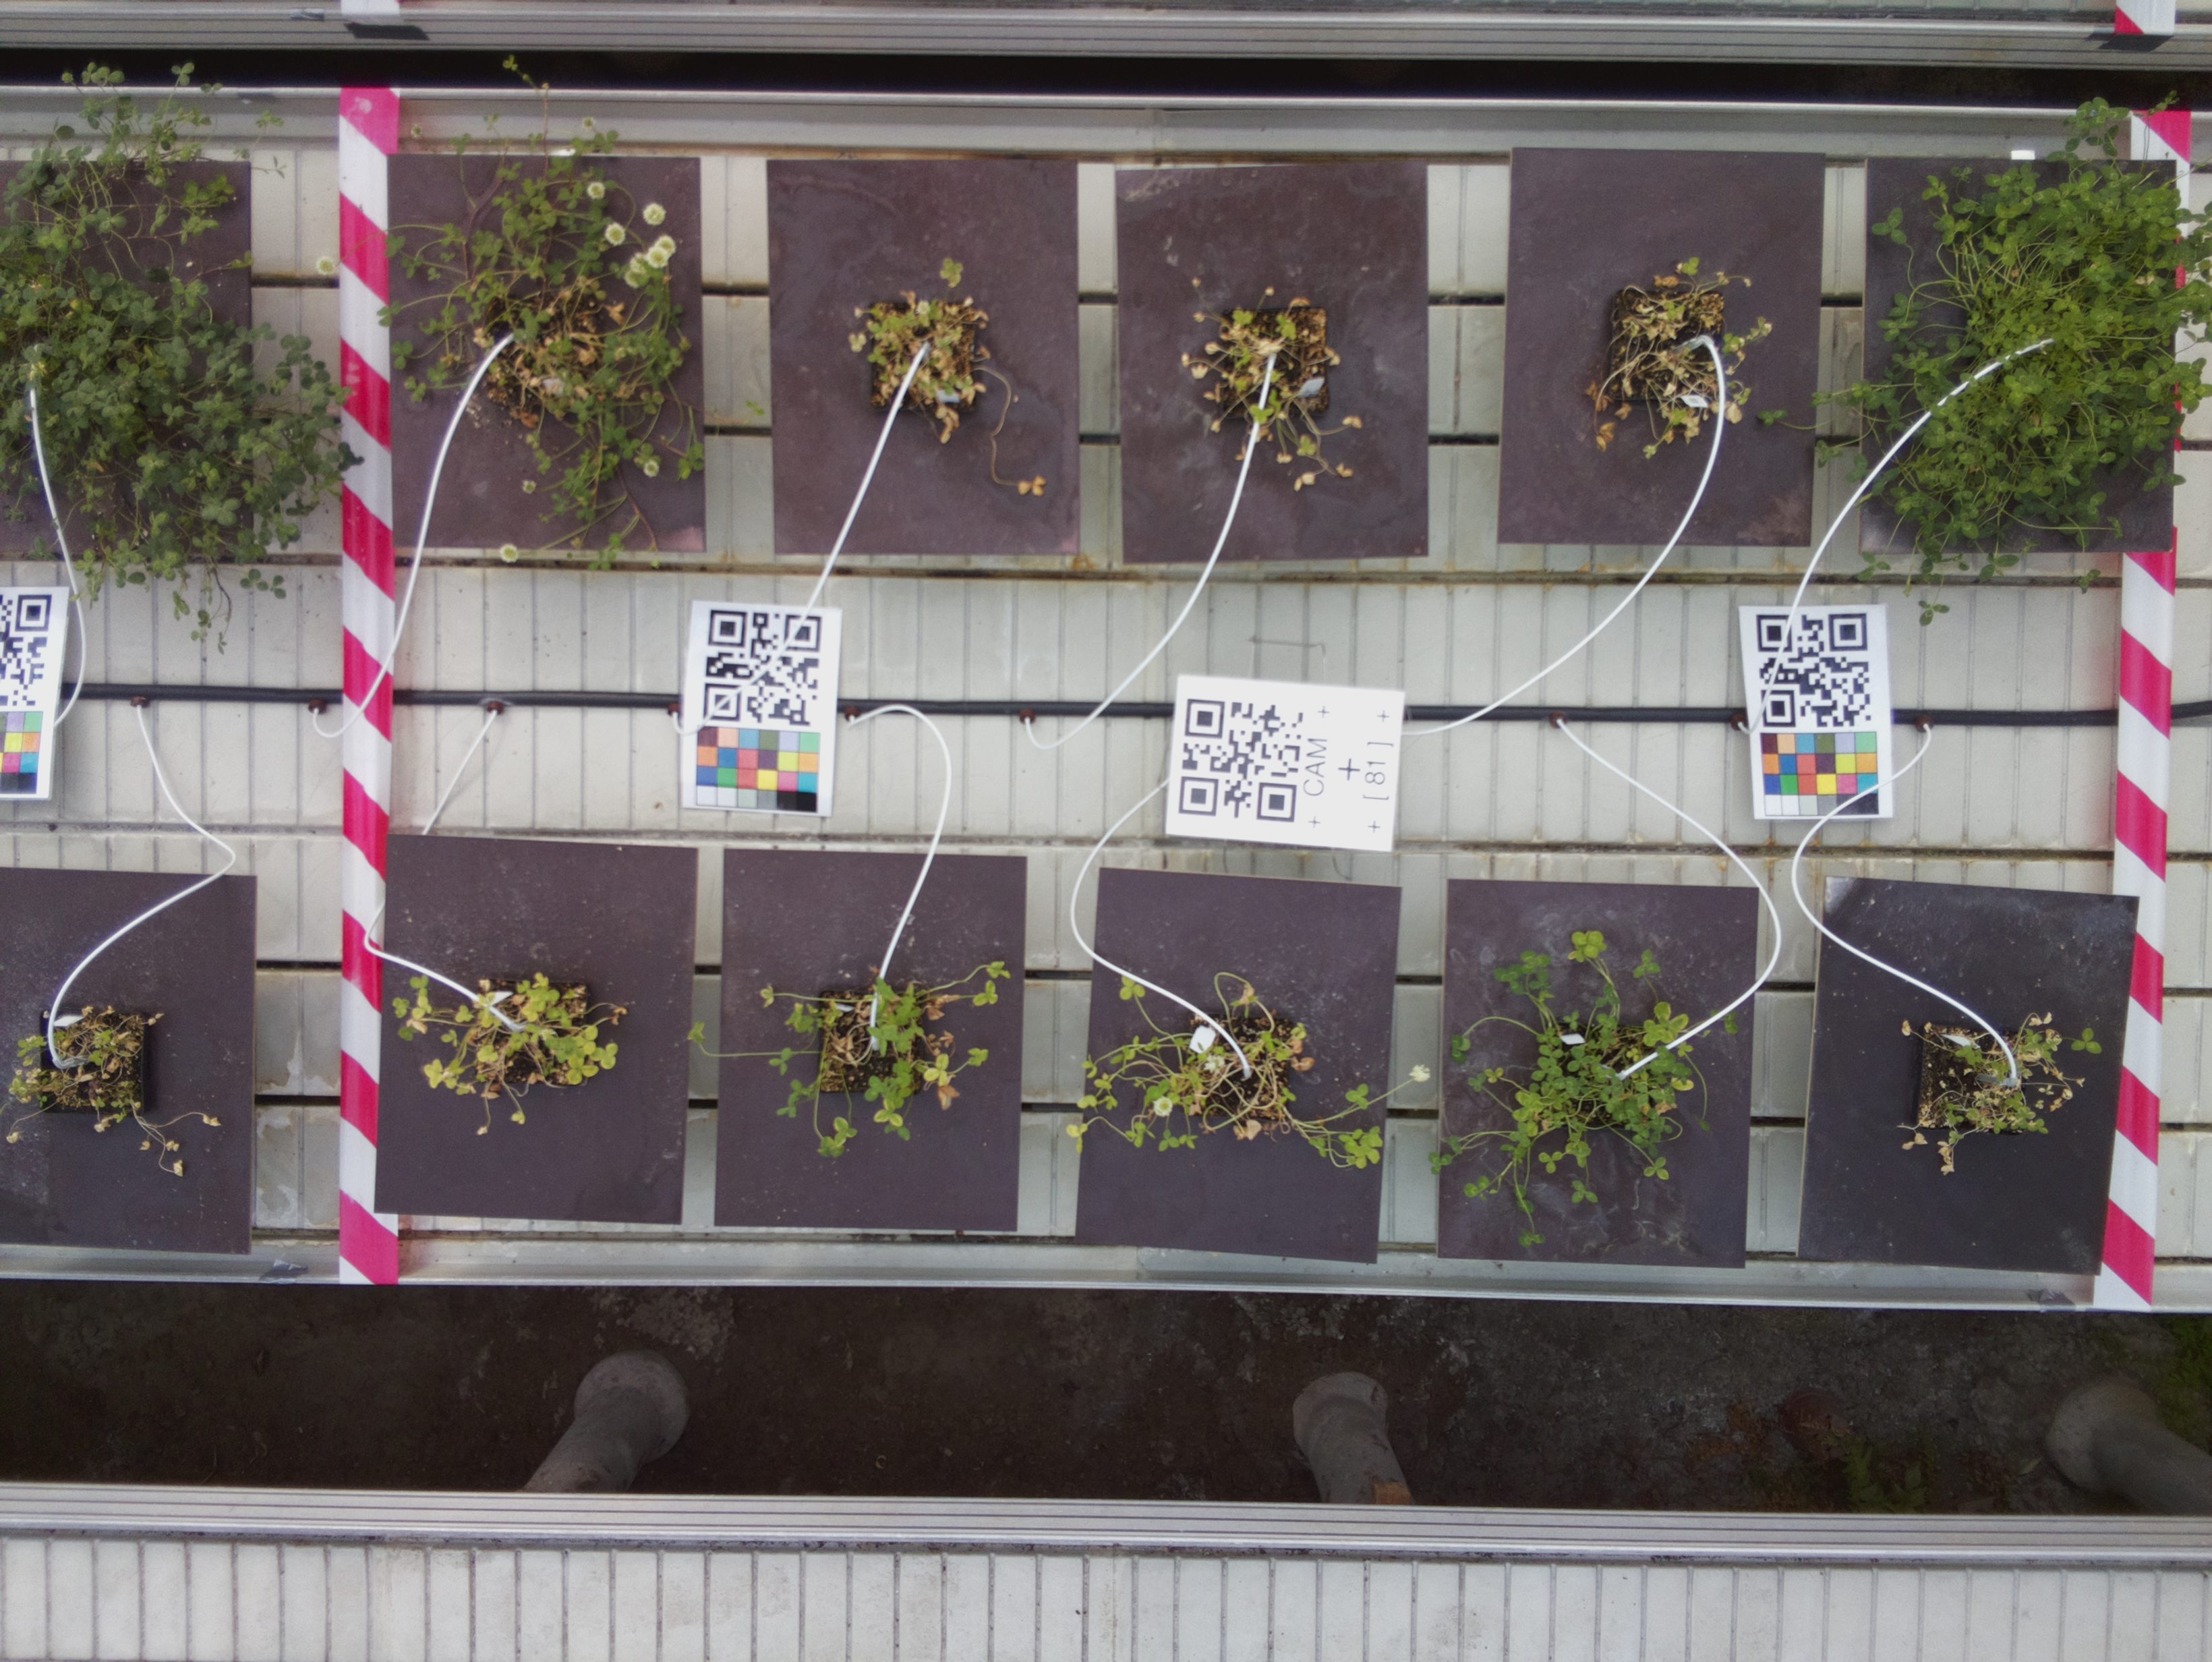 + CAM +
+
+ [81] +